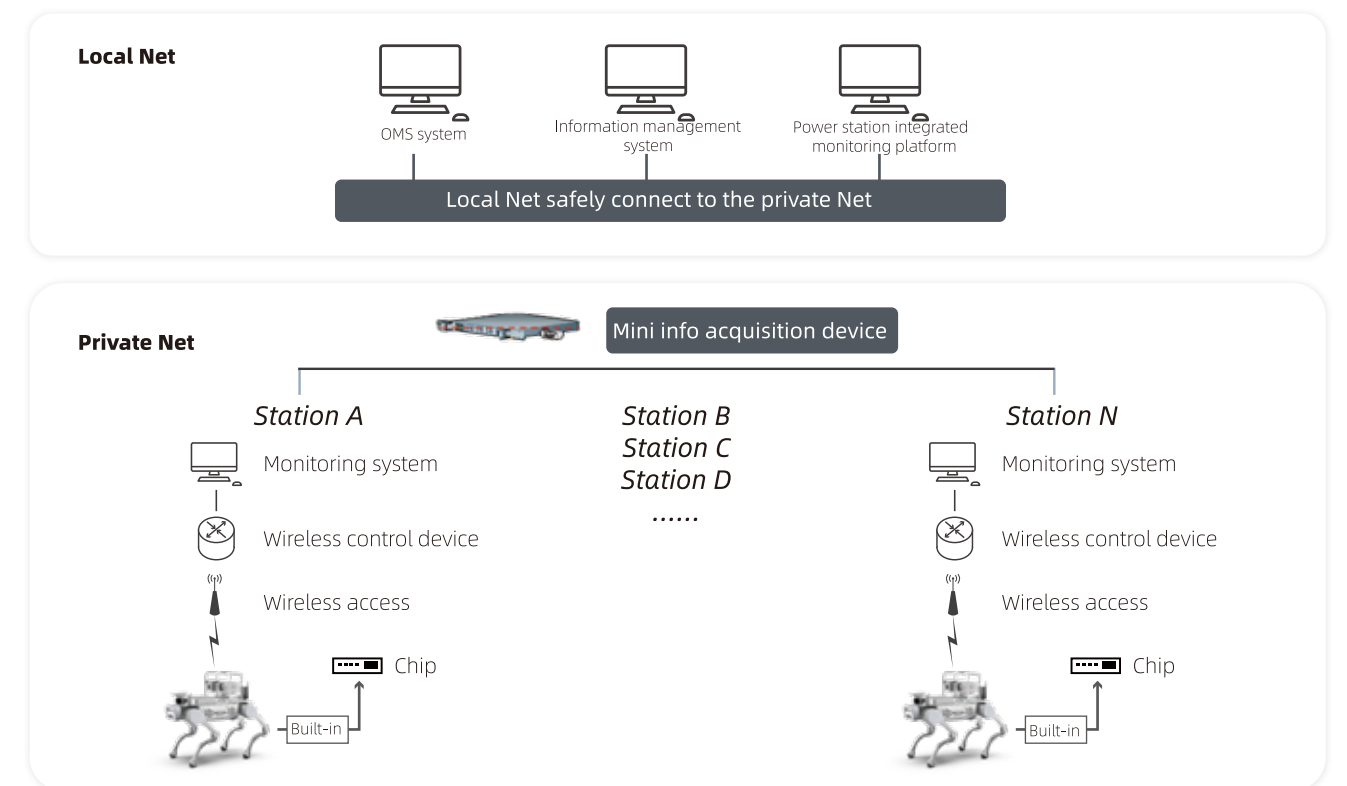 Local Net
OMS system
Information management
system
Power station integrated
monitoring platform
Local Net safely connect to the private Net
Private Net
Mini info acquisition device
Station A
Monitoring system
Wireless control device
Wireless access
Chip
Built-in
Station B
Station C
Station D
......
Station N
Monitoring system
Wireless control device
Wireless access
Chip
Built-in